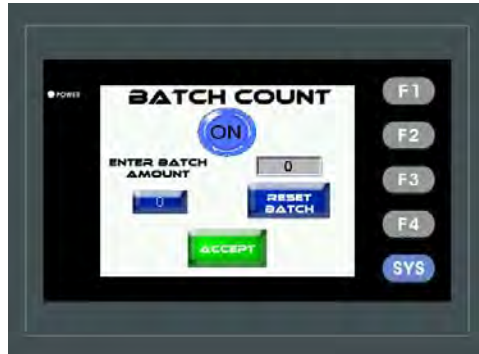 POWER
BATCH COUNT
ON
ENTER BATCH
AMOUNT
0
0
RESET
BATCH
ACCEPT
F1
F2
F3
F4
SYS